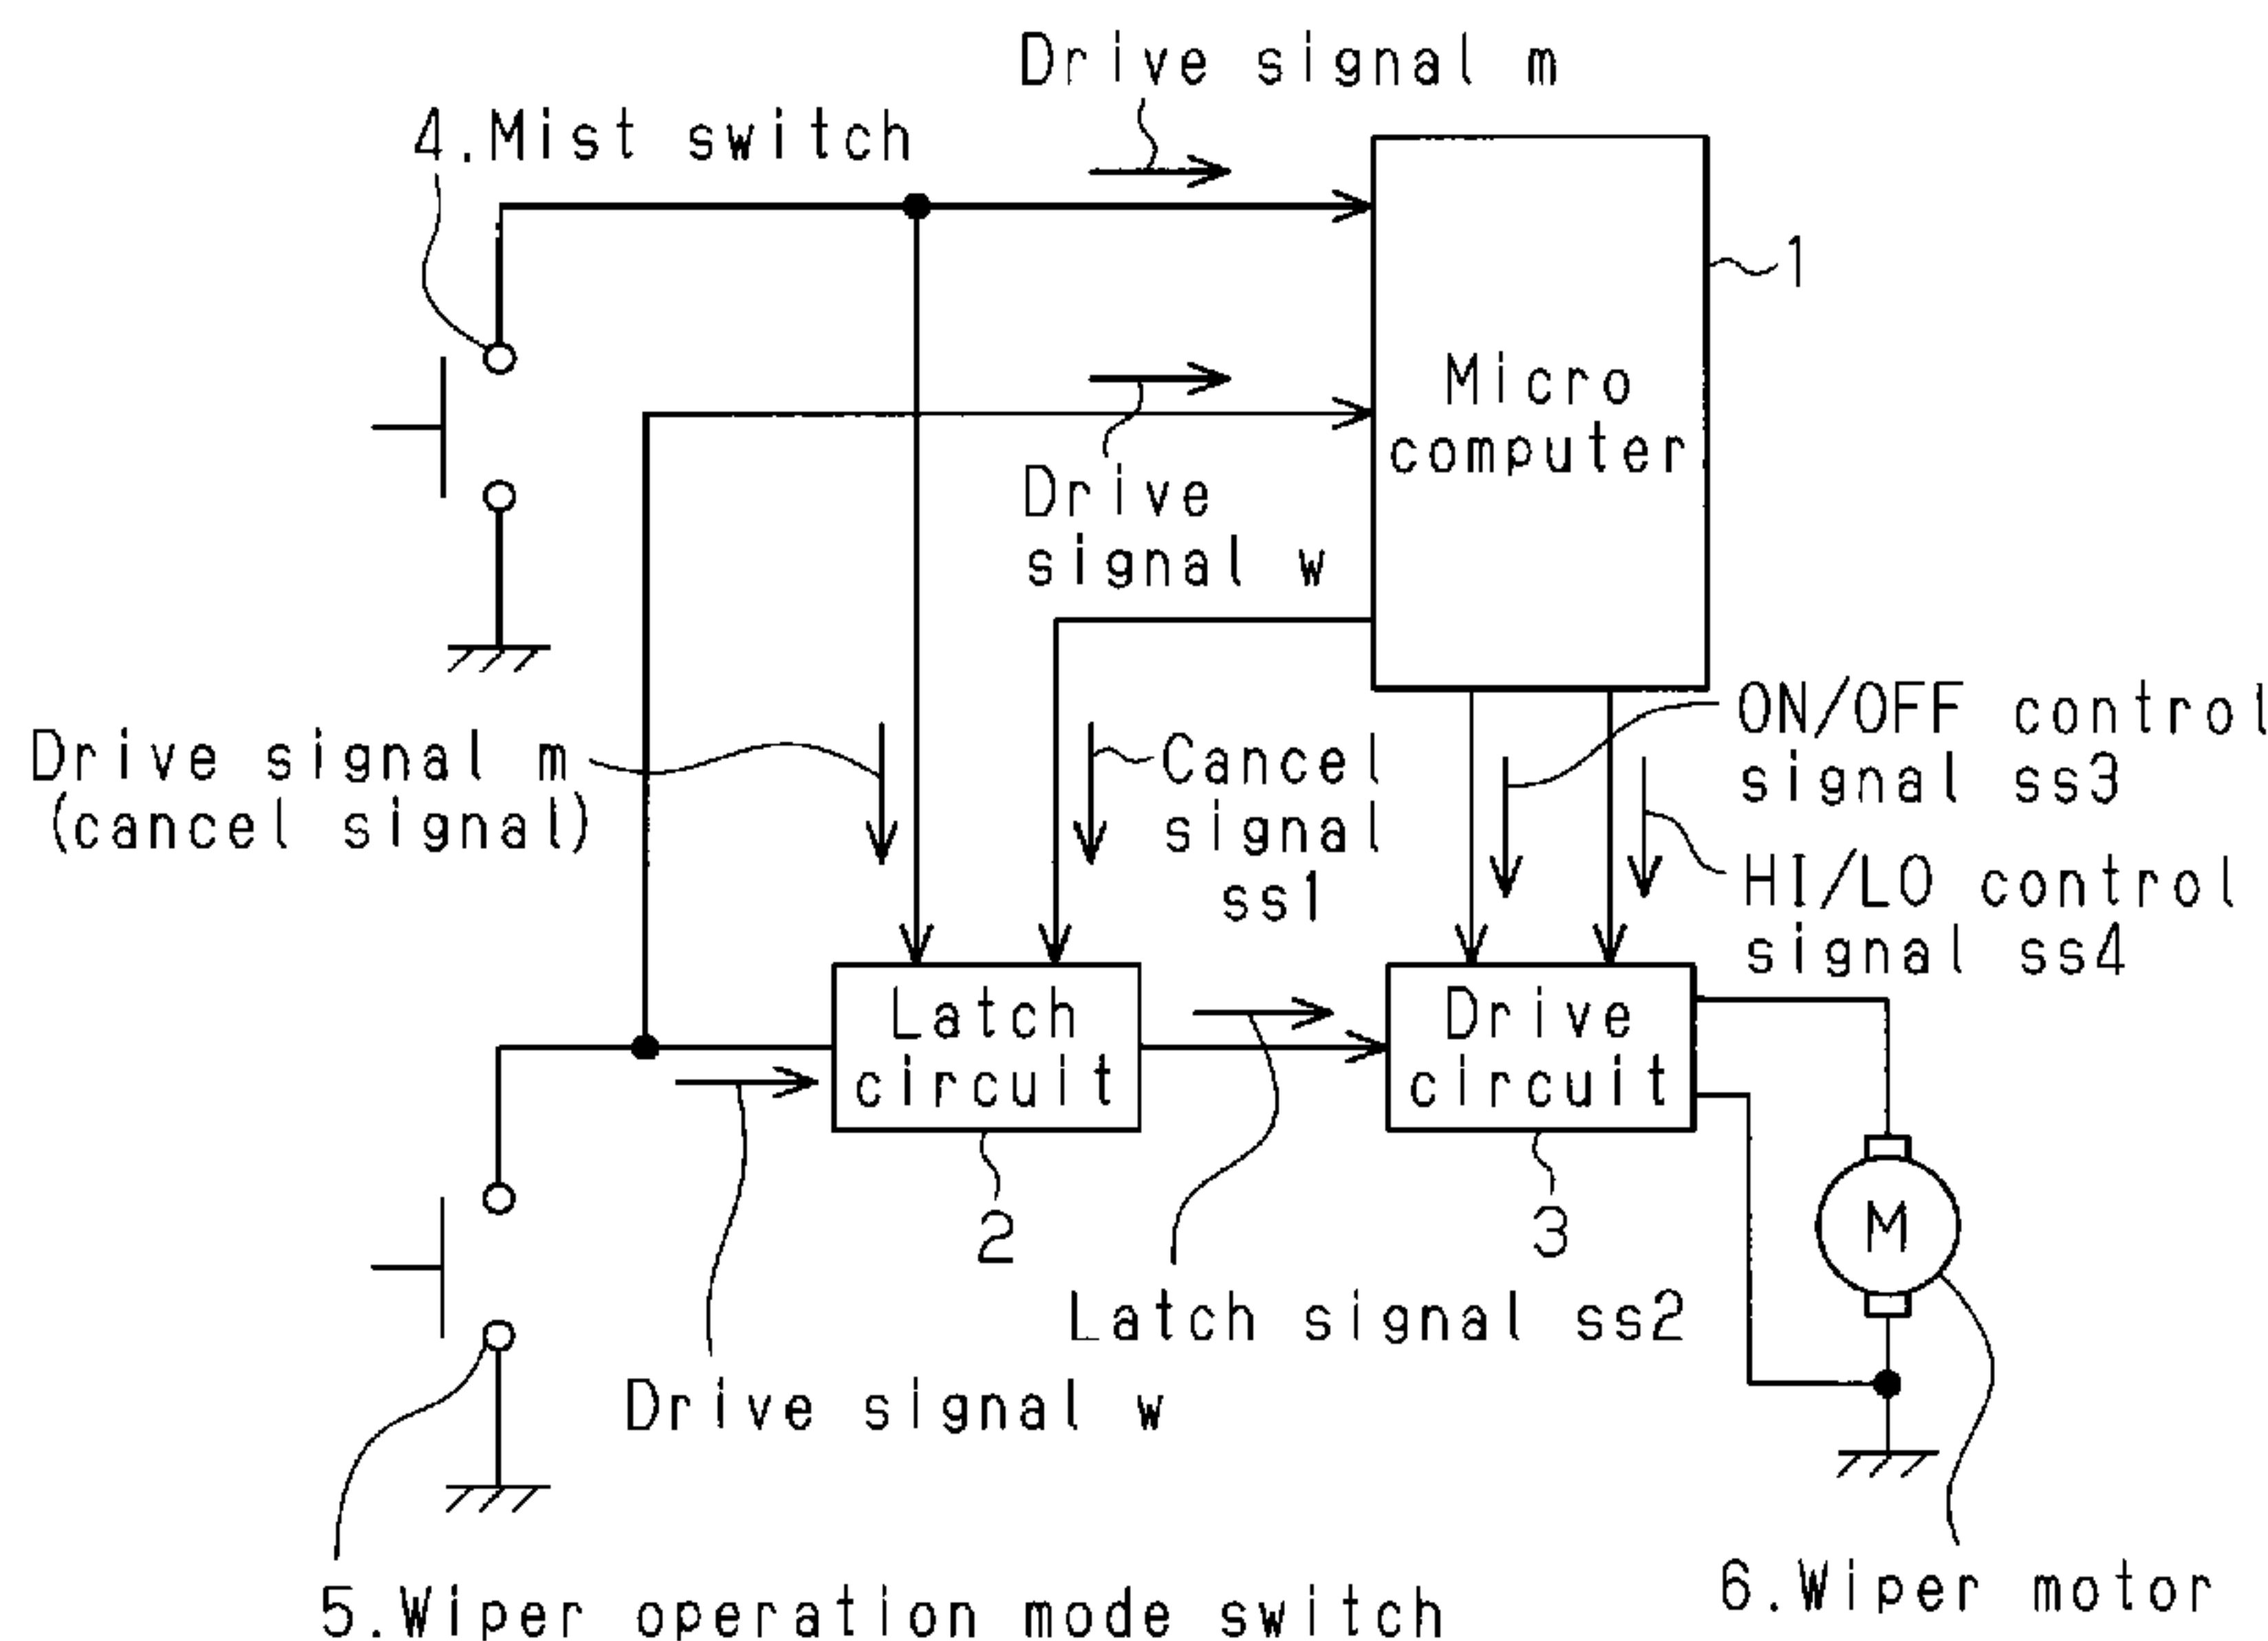 Drive signal m
4.Mist switch
1
Micro
computer
Drive
signal w
ON/OFF control
signal ss3
Drive signal m
(cancel signal)
Cancel
signal
ss1
HI/LO control
signal ss4
Latch
circuit
Drive
circuit
2
3
M
Latch signal ss2
Drive signal w
5.Wiper operation mode switch
6.Wiper motor